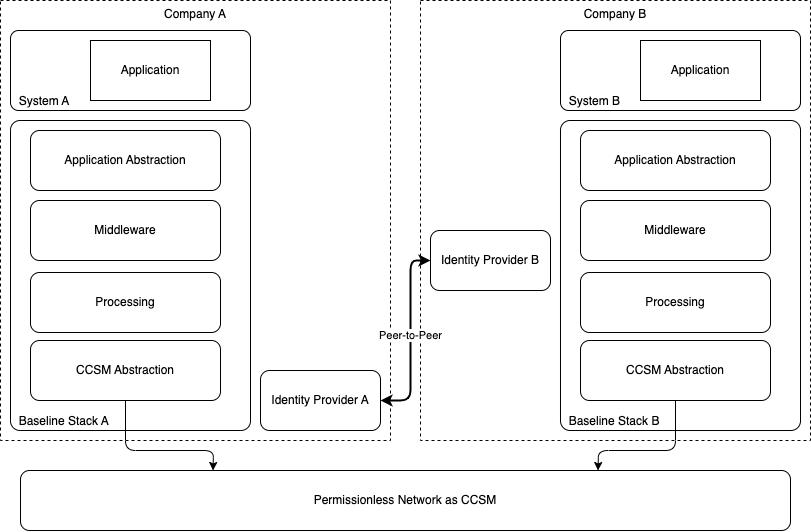 Company A
Application
System A
Application Abstraction
Middleware
Processing
CCSM Abstraction
Baseline Stack A
Identity Provider A
Peer-to-Peer
Company B
Application
System B
Application Abstraction
Middleware
Processing
CCSM Abstraction
Baseline Stack B
Identity Provider B
Permissionless Network as CCSM